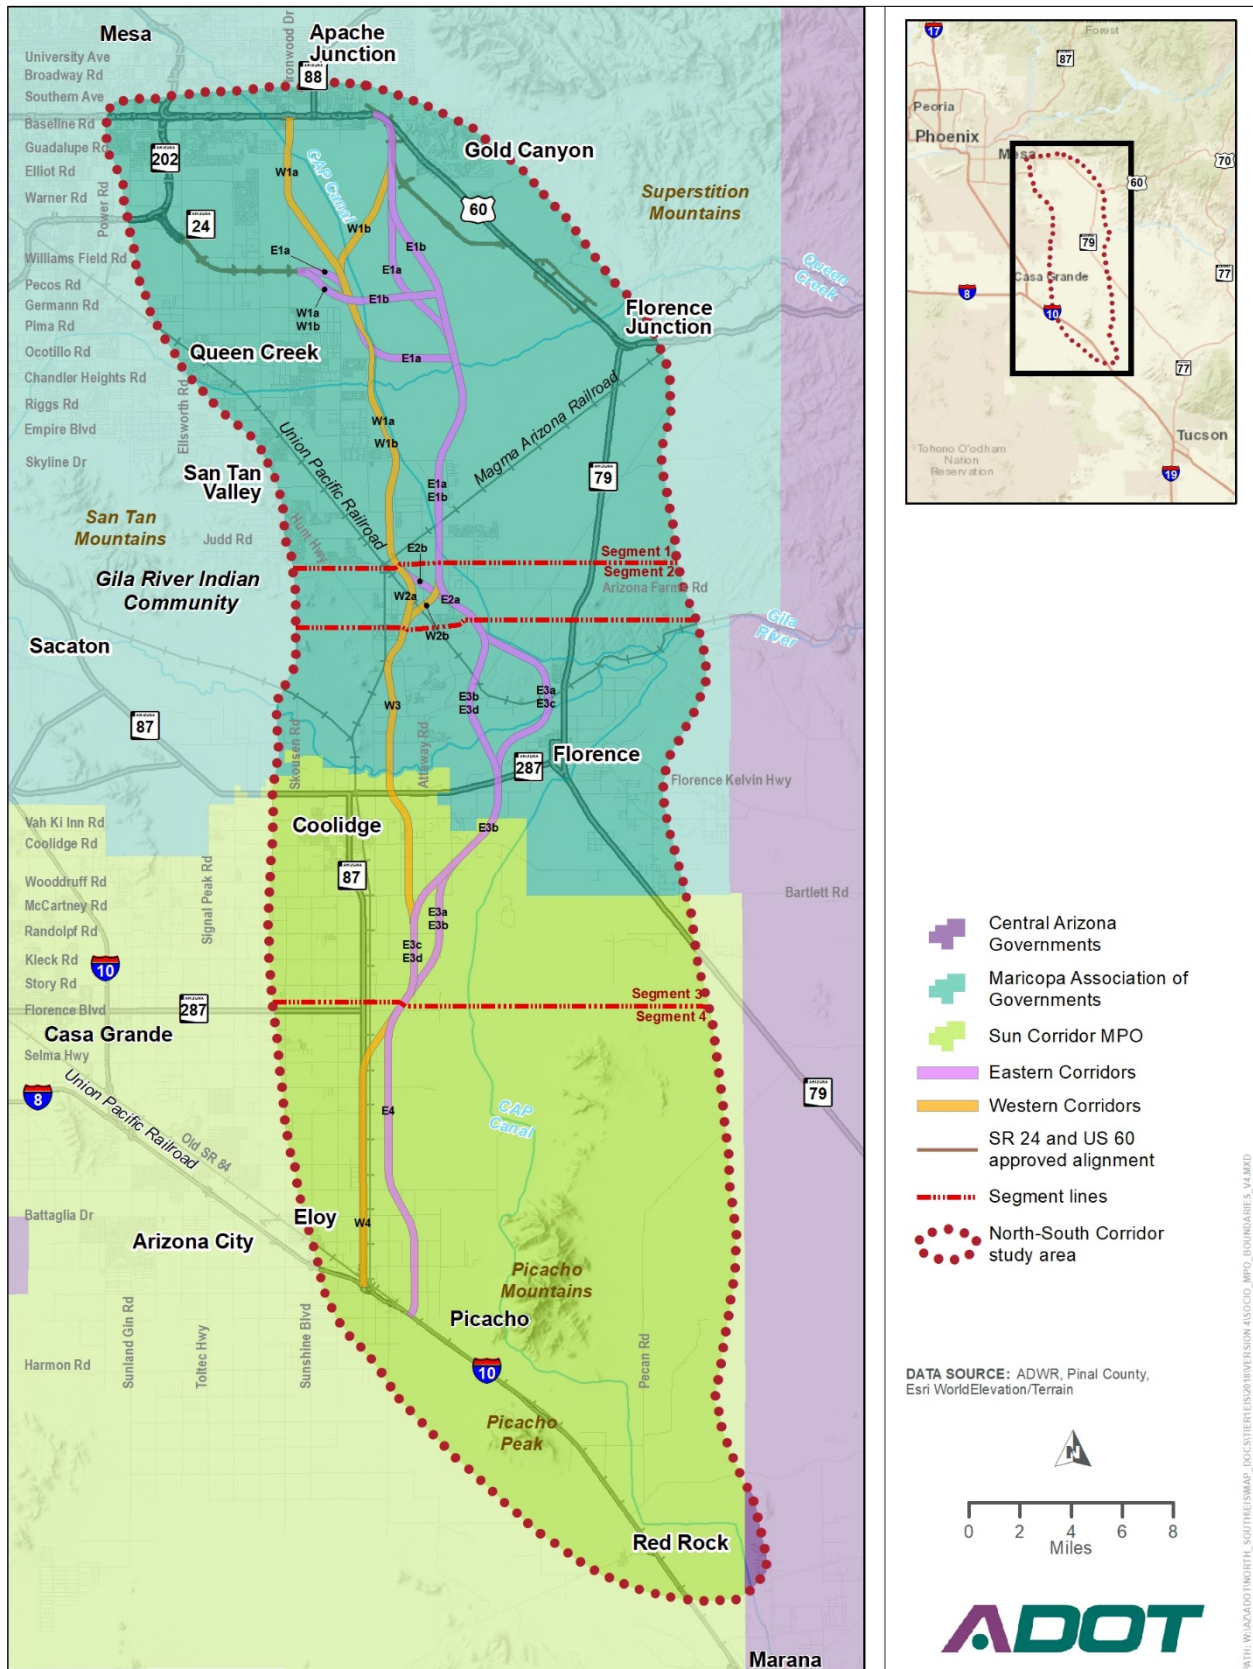 Mesa
Apache
Junction
Ironwood Dr
ARIZONA
88
University Ave
Broadway Rd
Southern Ave
Baseline Rd
Guadalupe Rd
Elliot Rd
Warner Rd
Power Rd
ARIZONA
202
ARIZONA
24
Williams Field Rd
Pecos Rd
Germann Rd
Pima Rd
Ocotillo Rd
Chandler Heights Rd
Riggs Rd
Empire Blvd
Skyline Dr
Ellsworth Rd
W1a
CAP Canal
W1b
E1b
E1a
E1a
E1b
W1a
W1b
E1a
Gold Canyon
60
Superstition
Mountains
Queen
Creek
Florence
Junction
Queen Creek
W1a
W1b
Union Pacific Railroad
Magma Arizona Railroad
ARIZONA
79
San Tan
Valley
E1a
E1b
San Tan
Mountains
Judd Rd
Hunt Hwy
Gila River Indian
Community
E2b
Segment 1
Segment 2
Arizona Farms Rd
W2a
E2a
W2b
Gila
River
Sacaton
W3
E3b
E3d
E3a
E3c
ARIZONA
87
Skousen Rd
Attaway Rd
Florence
ARIZONA
287
Florence Kelvin Hwy
Vah Ki Inn Rd
Coolidge Rd
Coolidge
E3b
Signal Peak Rd
ARIZONA
87
Wooddruff Rd
McCartney Rd
Randolpf Rd
Kleck Rd
Story Rd
Florence Blvd
Bartlett Rd
E3a
E3b
E3c
E3d
10
ARIZONA
287
Segment 3
Segment 4
Casa Grande
Selma Hwy
8
Union Pacific Railroad
Old SR 84
E4
CAP
Canal
ARIZONA
79
Battaglia Dr
Eloy
W4
Arizona City
Picacho
Mountains
Picacho
Sunland Gin Rd
Toltec Hwy
Sunshine Blvd
Pecan Rd
Harmon Rd
10
Picacho
Peak
Red Rock
Marana
17
Forest
87
Peoria
Phoenix
Mesa
70
60
79
Casa Grande
77
8
10
77
Tucson
Tohono O'odham
Nation
Reservation
19
Central Arizona
Governments
Maricopa Association of
Governments
Sun Corridor MPO
Eastern Corridors
Western Corridors
SR 24 and US 60
approved alignment
Segment lines
North-South Corridor
study area
DATA SOURCE: ADWR, Pinal County,
Esri WorldElevation/Terrain
N
0 2 4 6 8
Miles
ADOT